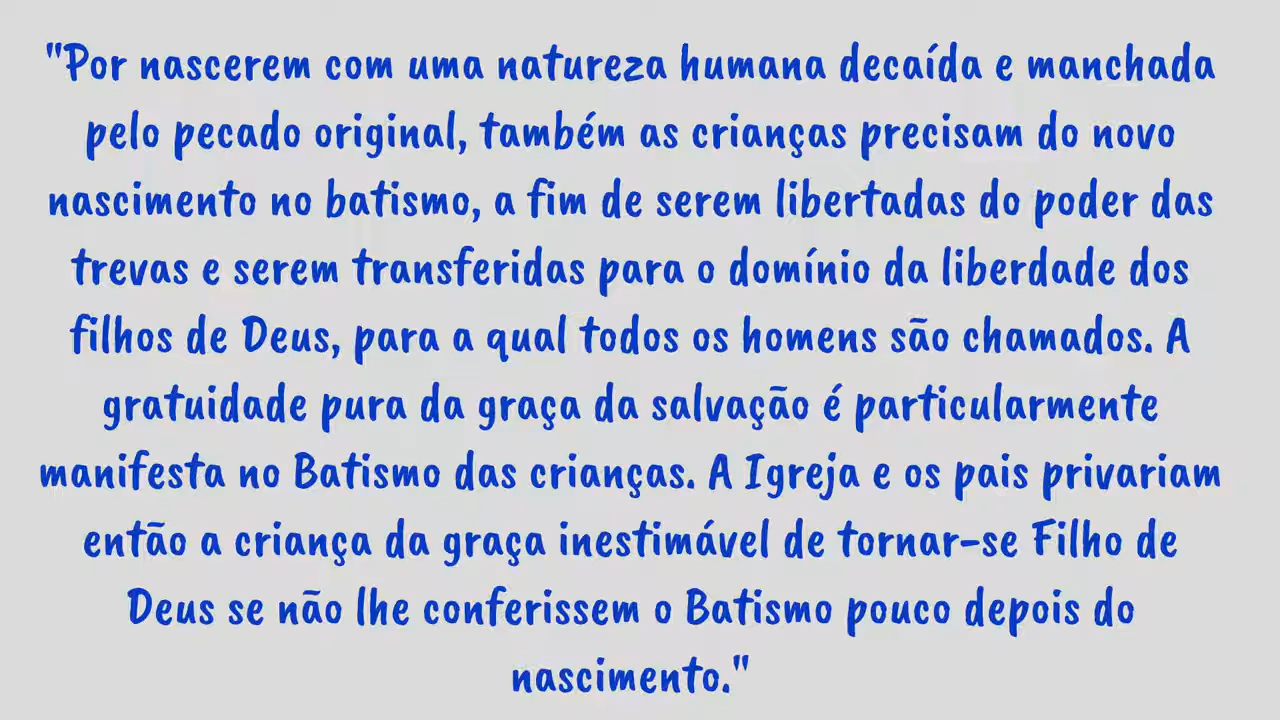 "Por nascerem com uma natureza humana decaída e manchada
pelo pecado original, também as crianças precisam do novo
nascimento no batismo, a fim de serem libertadas do poder das
trevas e serem transferidas para o domínio da liberdade dos
filhos de Deus, para a qual todos os homens são chamados. A
gratuidade pura da graça da salvação é particularmente
manifesta no Batismo das crianças. A Igreja e os pais privariam
então a criança da graça inestimável de tornar-se Filho de
Deus se não lhe conferissem o Batismo pouco depois do
nascimento."